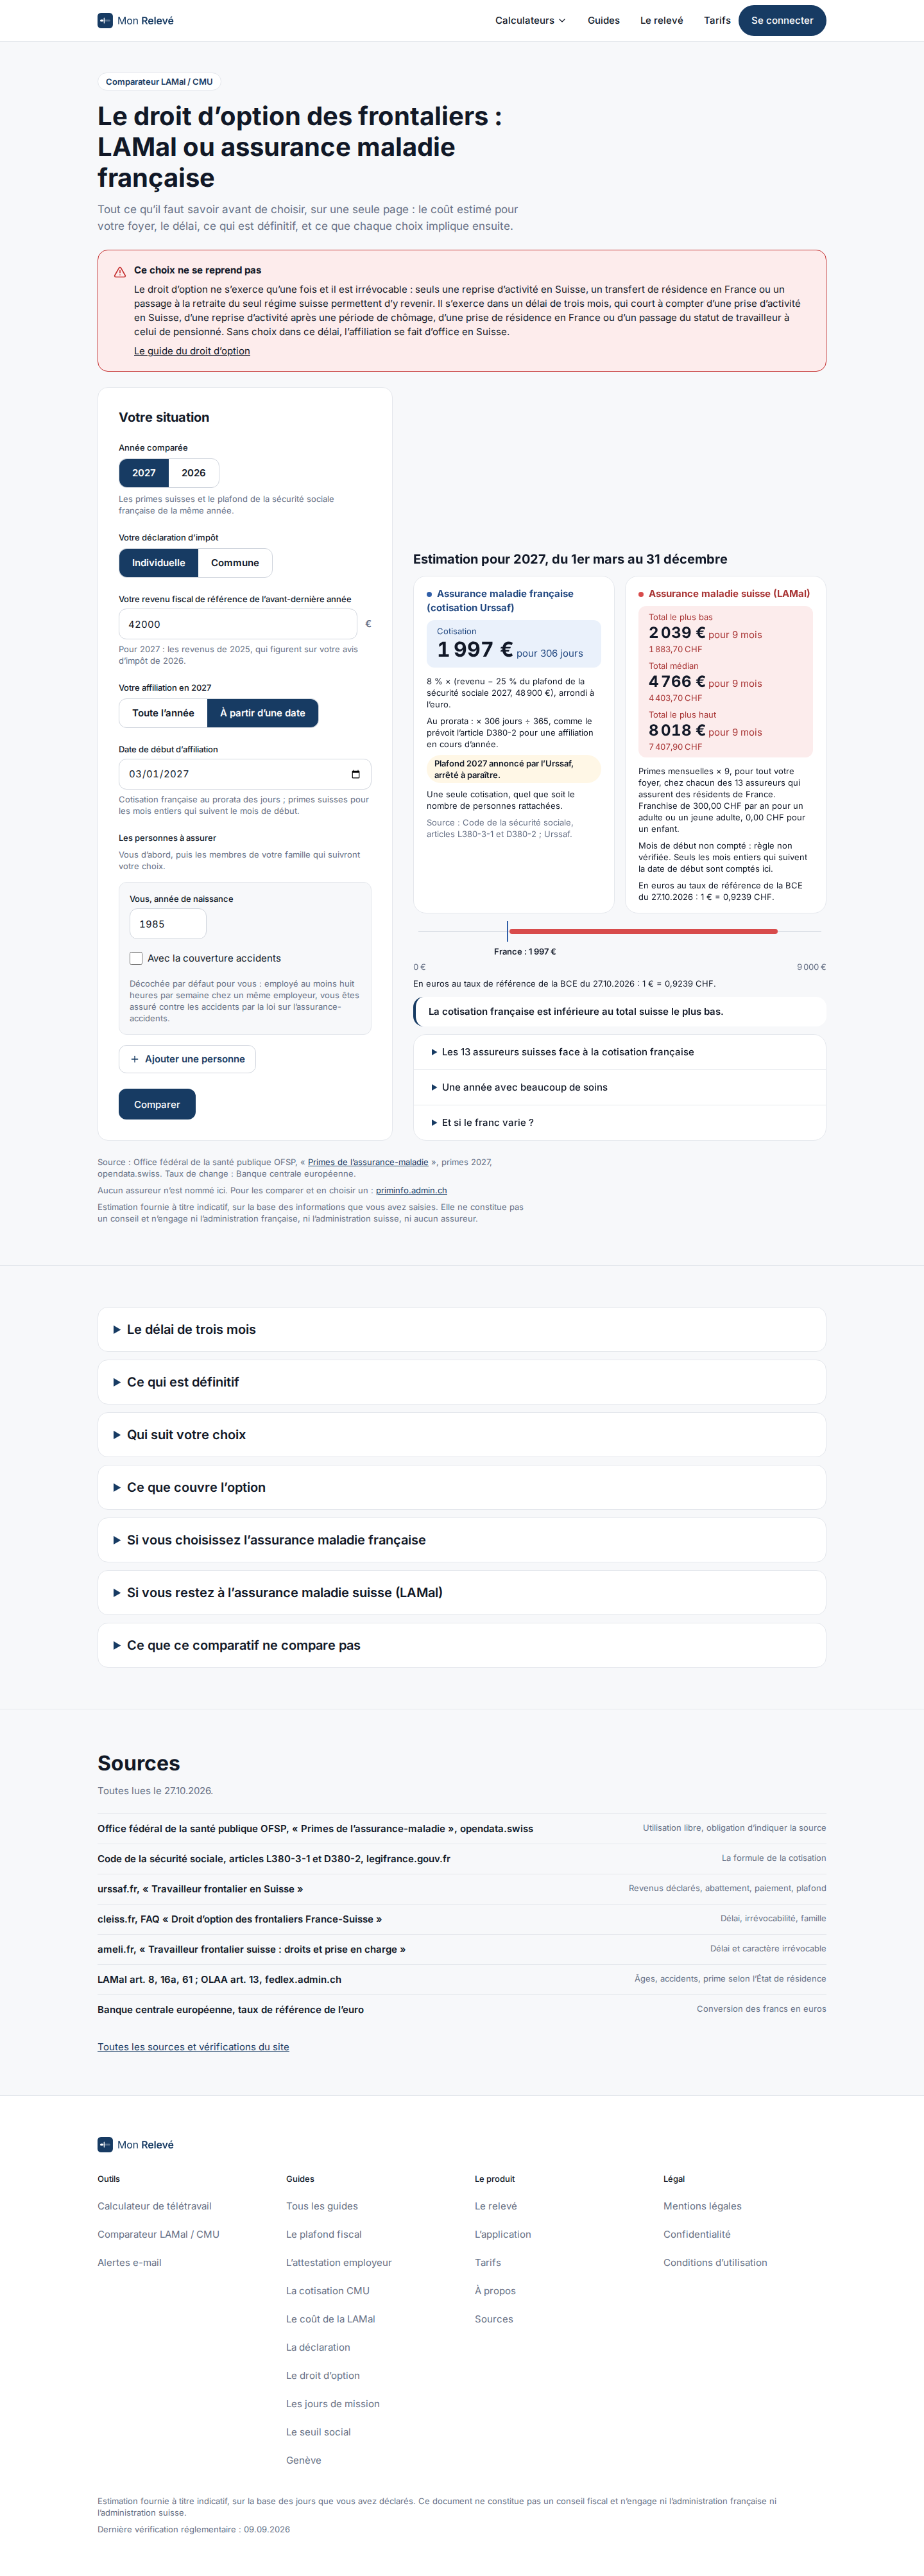 Mon Relevé
Calculateurs
Guides
Le relevé
Tarifs
Se connecter
Comparateur LAMal / CMU
Le droit d’option des frontaliers :
LAMal ou assurance maladie
française
Tout ce qu’il faut savoir avant de choisir, sur une seule page : le coût estimé pour
votre foyer, le délai, ce qui est définitif, et ce que chaque choix implique ensuite.
Ce choix ne se reprend pas
Le droit d’option ne s’exerce qu’une fois et il est irrévocable : seuls une reprise d’activité en Suisse, un transfert de résidence en France ou un
passage à la retraite du seul régime suisse permettent d’y revenir. Il s’exerce dans un délai de trois mois, qui court à compter d’une prise d’activité
en Suisse, d’une reprise d’activité après une période de chômage, d’une prise de résidence en France ou d’un passage du statut de travailleur à
celui de pensionné. Sans choix dans ce délai, l’affiliation se fait d’office en Suisse.
Le guide du droit d’option
Votre situation
Année comparée
2027
2026
Les primes suisses et le plafond de la sécurité sociale
française de la même année.
Votre déclaration d’impôt
Individuelle
Commune
Votre revenu fiscal de référence de l’avant-dernière année
42000
€
Pour 2027 : les revenus de 2025, qui figurent sur votre avis
d’impôt de 2026.
Votre affiliation en 2027
Toute l’année
À partir d’une date
Date de début d’affiliation
03/01/2027
Cotisation française au prorata des jours ; primes suisses pour
les mois entiers qui suivent le mois de début.
Les personnes à assurer
Vous d’abord, puis les membres de votre famille qui suivront
votre choix.
Vous, année de naissance
1985
Avec la couverture accidents
Décochée par défaut pour vous : employé au moins huit
heures par semaine chez un même employeur, vous êtes
assuré contre les accidents par la loi sur l’assurance-
accidents.
Ajouter une personne
Comparer
Estimation pour 2027, du 1er mars au 31 décembre
Assurance maladie française
(cotisation Urssaf)
Cotisation
1 997 € pour 306 jours
8 % × (revenu − 25 % du plafond de la
sécurité sociale 2027, 48 900 €), arrondi à
l’euro.
Au prorata : × 306 jours ÷ 365, comme le
prévoit l’article D380-2 pour une affiliation
en cours d’année.
Plafond 2027 annoncé par l’Urssaf,
arrêté à paraître.
Une seule cotisation, quel que soit le
nombre de personnes rattachées.
Source : Code de la sécurité sociale,
articles L380-3-1 et D380-2 ; Urssaf.
Assurance maladie suisse (LAMal)
Total le plus bas
2 039 € pour 9 mois
1 883,70 CHF
Total médian
4 766 € pour 9 mois
4 403,70 CHF
Total le plus haut
8 018 € pour 9 mois
7 407,90 CHF
Primes mensuelles × 9, pour tout votre
foyer, chez chacun des 13 assureurs qui
assurent des résidents de France.
Franchise de 300,00 CHF par an pour un
adulte ou un jeune adulte, 0,00 CHF pour
un enfant.
Mois de début non compté : règle non
vérifiée. Seuls les mois entiers qui suivent
la date de début sont comptés ici.
En euros au taux de référence de la BCE
du 27.10.2026 : 1 € = 0,9239 CHF.
France : 1 997 €
0 €
9 000 €
En euros au taux de référence de la BCE du 27.10.2026 : 1 € = 0,9239 CHF.
La cotisation française est inférieure au total suisse le plus bas.
Les 13 assureurs suisses face à la cotisation française
Une année avec beaucoup de soins
Et si le franc varie ?
Source : Office fédéral de la santé publique OFSP, « Primes de l’assurance-maladie », primes 2027,
opendata.swiss. Taux de change : Banque centrale européenne.
Aucun assureur n’est nommé ici. Pour les comparer et en choisir un : priminfo.admin.ch
Estimation fournie à titre indicatif, sur la base des informations que vous avez saisies. Elle ne constitue pas
un conseil et n’engage ni l’administration française, ni l’administration suisse, ni aucun assureur.
Le délai de trois mois
Ce qui est définitif
Qui suit votre choix
Ce que couvre l’option
Si vous choisissez l’assurance maladie française
Si vous restez à l’assurance maladie suisse (LAMal)
Ce que ce comparatif ne compare pas
Sources
Toutes lues le 27.10.2026.
Office fédéral de la santé publique OFSP, « Primes de l’assurance-maladie », opendata.swiss
Utilisation libre, obligation d’indiquer la source
Code de la sécurité sociale, articles L380-3-1 et D380-2, legifrance.gouv.fr
La formule de la cotisation
urssaf.fr, « Travailleur frontalier en Suisse »
Revenus déclarés, abattement, paiement, plafond
cleiss.fr, FAQ « Droit d’option des frontaliers France-Suisse »
Délai, irrévocabilité, famille
ameli.fr, « Travailleur frontalier suisse : droits et prise en charge »
Délai et caractère irrévocable
LAMal art. 8, 16a, 61 ; OLAA art. 13, fedlex.admin.ch
Âges, accidents, prime selon l’État de résidence
Banque centrale européenne, taux de référence de l’euro
Conversion des francs en euros
Toutes les sources et vérifications du site
Mon Relevé
Outils
Calculateur de télétravail
Comparateur LAMal / CMU
Alertes e-mail
Guides
Tous les guides
Le plafond fiscal
L’attestation employeur
La cotisation CMU
Le coût de la LAMal
La déclaration
Le droit d’option
Les jours de mission
Le seuil social
Genève
Le produit
Le relevé
L’application
Tarifs
À propos
Sources
Légal
Mentions légales
Confidentialité
Conditions d’utilisation
Estimation fournie à titre indicatif, sur la base des jours que vous avez déclarés. Ce document ne constitue pas un conseil fiscal et n’engage ni l’administration française ni
l’administration suisse.
Dernière vérification réglementaire : 09.09.2026